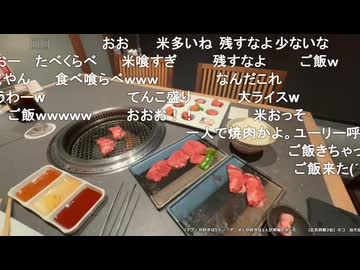 おお 米多いね 残すなよ少ないな
おー たべくらべ 米喰すぎ 残すなよ ご飯w
ちゃん 食べ喰らべwww なんだこれ
うわーw てんこ盛り 大ライスw
ご飯wwwww おおお！！ 米おっそ
一人で焼肉かよ。ユーリー呼
ご飯きちゃっ
ご飯来た(